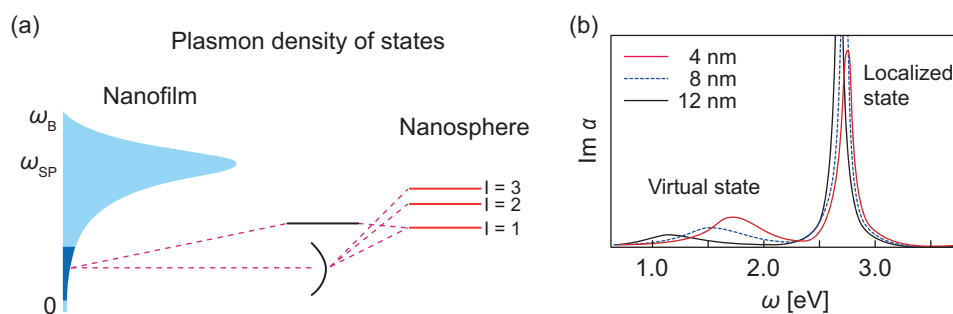 (a)
Plasmon density of states
Nanofilm
ω_B
ω_SP
0
Nanosphere
l = 3
l = 2
l = 1
(b)
4 nm
8 nm
12 nm
Localized
state
Virtual state
Im α
1.0 2.0 3.0
ω [eV]